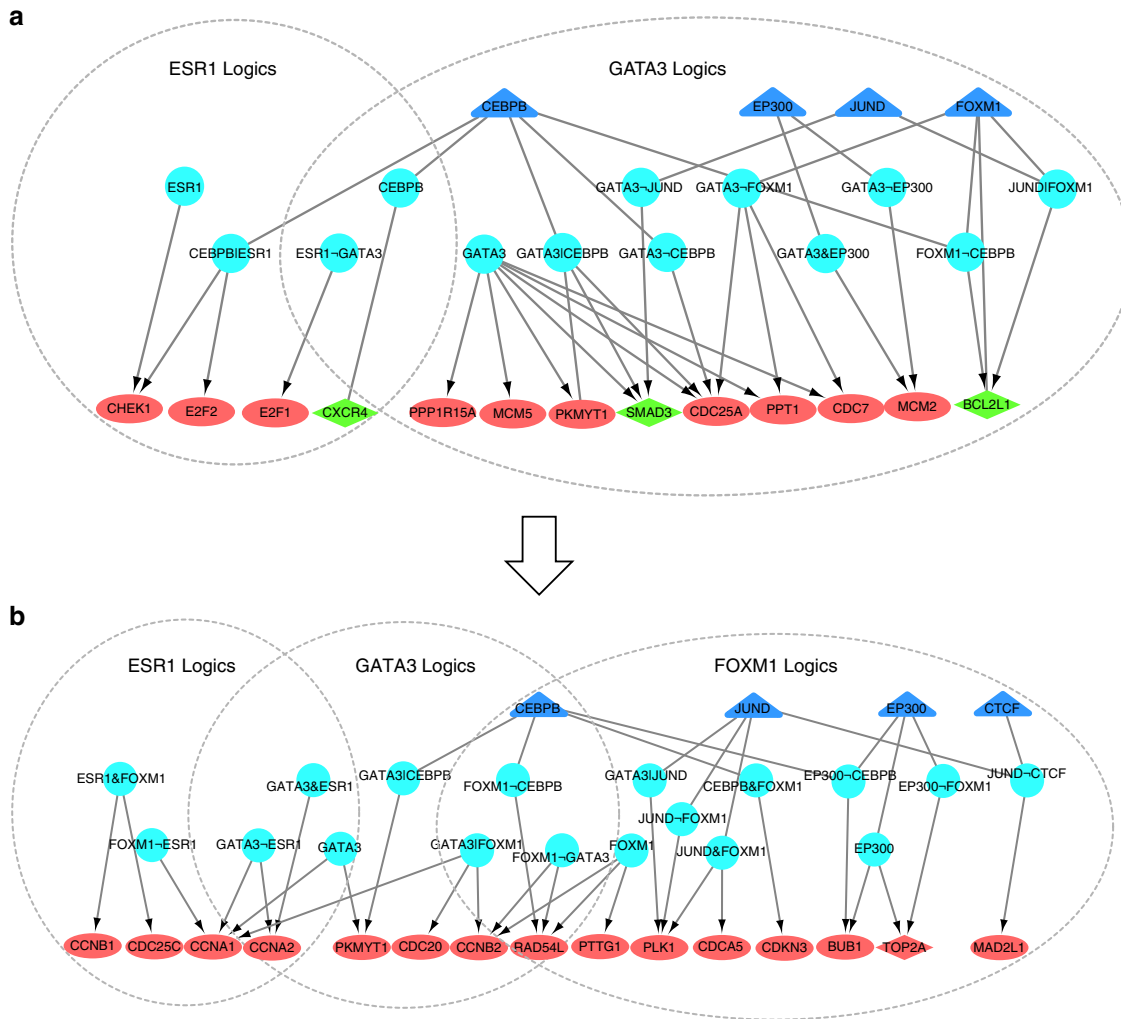 a
ESR1 Logics
GATA3 Logics
CEBPB
EP300
JUND
FOXM1
ESR1
CEBPB
GATA3¬JUND
GATA3¬FOXM1
GATA3¬EP300
JUND|FOXM1
CEBPB|ESR1
ESR1¬GATA3
GATA3
GATA3|CEBPB
GATA3¬CEBPB
GATA3&EP300
FOXM1¬CEBPB
CHEK1
E2F2
E2F1
CXCR4
PPP1R15A
MCM5
PKMYT1
SMAD3
CDC25A
PPT1
CDC7
MCM2
BCL2L1
b
ESR1 Logics
GATA3 Logics
FOXM1 Logics
CEBPB
JUND
EP300
CTCF
ESR1&FOXM1
GATA3&ESR1
GATA3|CEBPB
FOXM1¬CEBPB
GATA3|JUND
CEBPB&FOXM1
EP300¬CEBPB
EP300¬FOXM1
JUND¬CTCF
JUND¬FOXM1
FOXM1¬ESR1
GATA3¬ESR1
GATA3
GATA3|FOXM1
FOXM1¬GATA3
FOXM1
JUND&FOXM1
EP300
CCNB1
CDC25C
CCNA1
CCNA2
PKMYT1
CDC20
CCNB2
RAD54L
PTTG1
PLK1
CDCA5
CDKN3
BUB1
TOP2A
MAD2L1